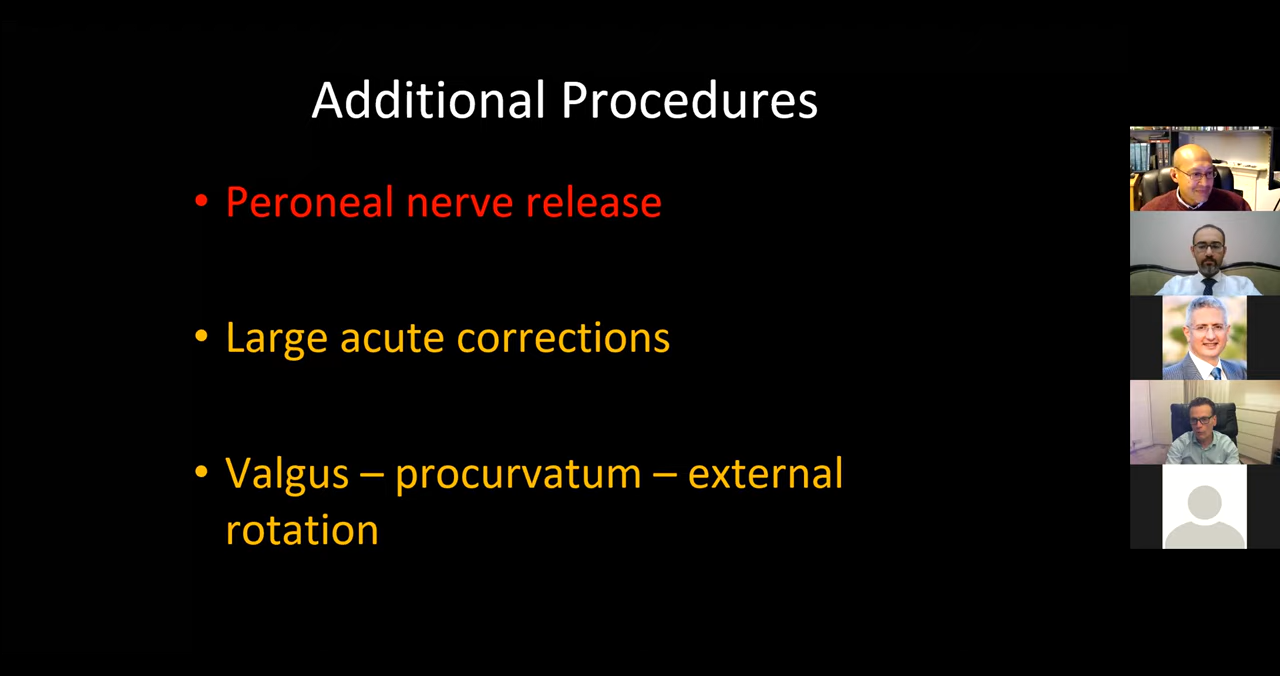 Additional Procedures
• Peroneal nerve release
• Large acute corrections
• Valgus – procurvatum – external
rotation